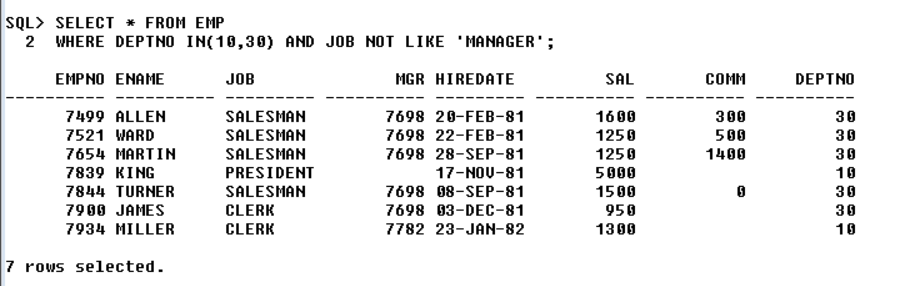 SQL> SELECT * FROM EMP
  2  WHERE DEPTNO IN(10,30) AND JOB NOT LIKE 'MANAGER';
     EMPNO ENAME      JOB              MGR HIREDATE         SAL       COMM     DEPTNO
---------- ---------- --------- ---------- --------- ---------- ---------- ----------
      7499 ALLEN      SALESMAN        7698 20-FEB-81       1600        300         30
      7521 WARD       SALESMAN        7698 22-FEB-81       1250        500         30
      7654 MARTIN     SALESMAN        7698 28-SEP-81       1250       1400         30
      7839 KING       PRESIDENT            17-NOV-81       5000                    10
      7844 TURNER     SALESMAN        7698 08-SEP-81       1500          0         30
      7900 JAMES      CLERK           7698 03-DEC-81        950                    30
      7934 MILLER     CLERK           7782 23-JAN-82       1300                    10
7 rows selected.